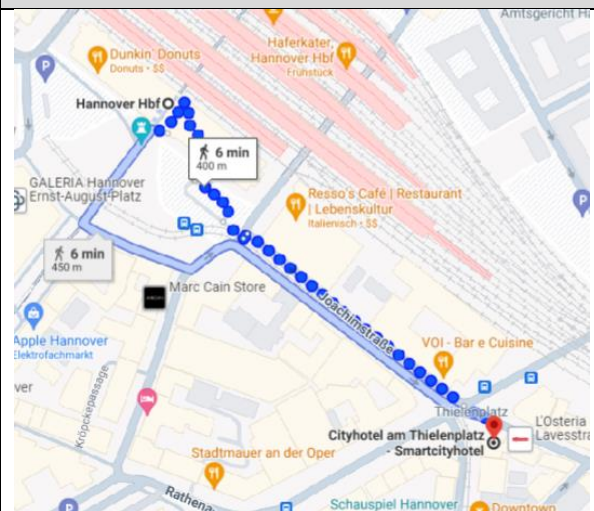 Amtsgericht
Dunkin' Donuts
Donuts · $$
Haferkater,
Hannover Hbf
Frühstück
P
Hannover Hbf
6 min
400 m
GALERIA Hannover
Ernst-August-Platz
Resso's Café | Restaurant
| Lebenskultur
Italienisch · $$
P
6 min
450 m
Marc Cain Store
Joachimstraße
Apple Hannover
Elektrofachmarkt
VOI - Bar e Cuisine
ver
Kröpckepassage
Thielenplatz
L'Osteria
Lavesstra
Cityhotel am Thielenplatz
- Smartcityhotel
Stadtmauer an der Oper
Rathena
P
Schauspiel Hannover
Downtown